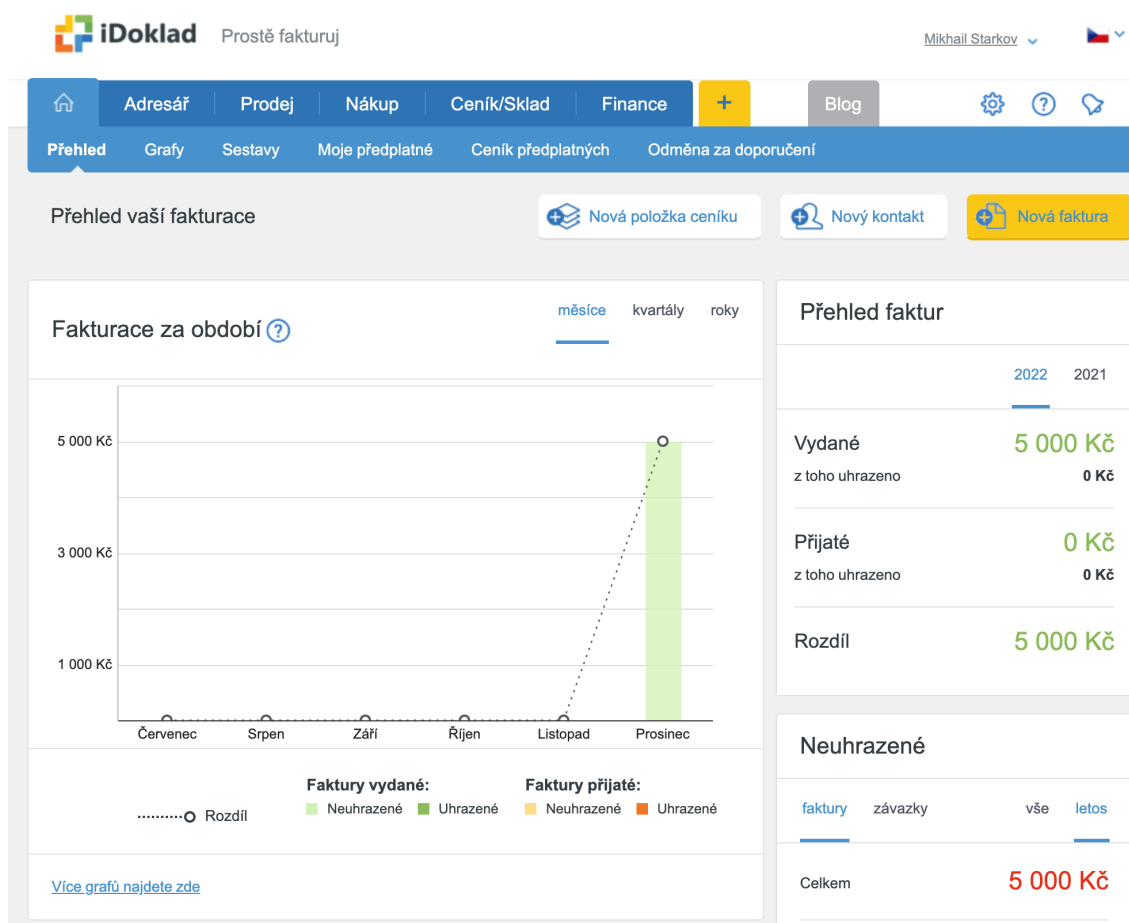 iDoklad Prostě fakturuj
Mikhail Starkov
Adresář Prodej Nákup Ceník/Sklad Finance + Blog
Přehled Grafy Sestavy Moje předplatné Ceník předplatných Odměna za doporučení
Přehled vaší fakturace
Nová položka ceníku Nový kontakt Nová faktura
Fakturace za období ?
měsíce kvartály roky
5 000 Kč
3 000 Kč
1 000 Kč
Červenec Srpen Září Říjen Listopad Prosinec
Rozdíl
Faktury vydané: Faktury přijaté:
Neuhrazené Uhrazené Neuhrazené Uhrazené
Více grafů najdete zde
Přehled faktur
2022 2021
Vydané 5 000 Kč
z toho uhrazeno 0 Kč
Přijaté 0 Kč
z toho uhrazeno 0 Kč
Rozdíl 5 000 Kč
Neuhrazené
faktury závazky vše letos
Celkem 5 000 Kč